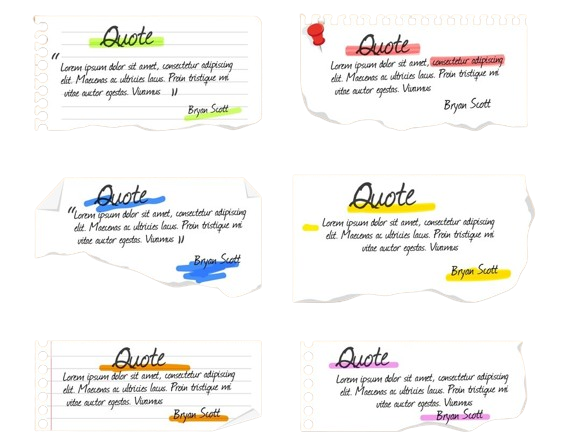 Quote
" Lorem ipsum dolor sit amet, consectetur adipiscing
elit. Maecenas ac ultricies lacus. Proin tristique mi
vitae auctor egestas. Vivamus "
Bryan Scott
Quote
Lorem ipsum dolor sit amet, consectetur adipiscing
elit. Maecenas ac ultricies lacus. Proin tristique mi
vitae auctor egestas. Vivamus
Bryan Scott
Quote
" Lorem ipsum dolor sit amet, consectetur adipiscing
elit. Maecenas ac ultricies lacus. Proin tristique mi
vitae auctor egestas. Vivamus "
Bryan Scott
Quote
Lorem ipsum dolor sit amet, consectetur adipiscing
elit. Maecenas ac ultricies lacus. Proin tristique mi
vitae auctor egestas. Vivamus
Bryan Scott
Quote
Lorem ipsum dolor sit amet, consectetur adipiscing
elit. Maecenas ac ultricies lacus. Proin tristique mi
vitae auctor egestas. Vivamus
Bryan Scott
Quote
Lorem ipsum dolor sit amet, consectetur adipiscing
elit. Maecenas ac ultricies lacus. Proin tristique mi
vitae auctor egestas. Vivamus
Bryan Scott